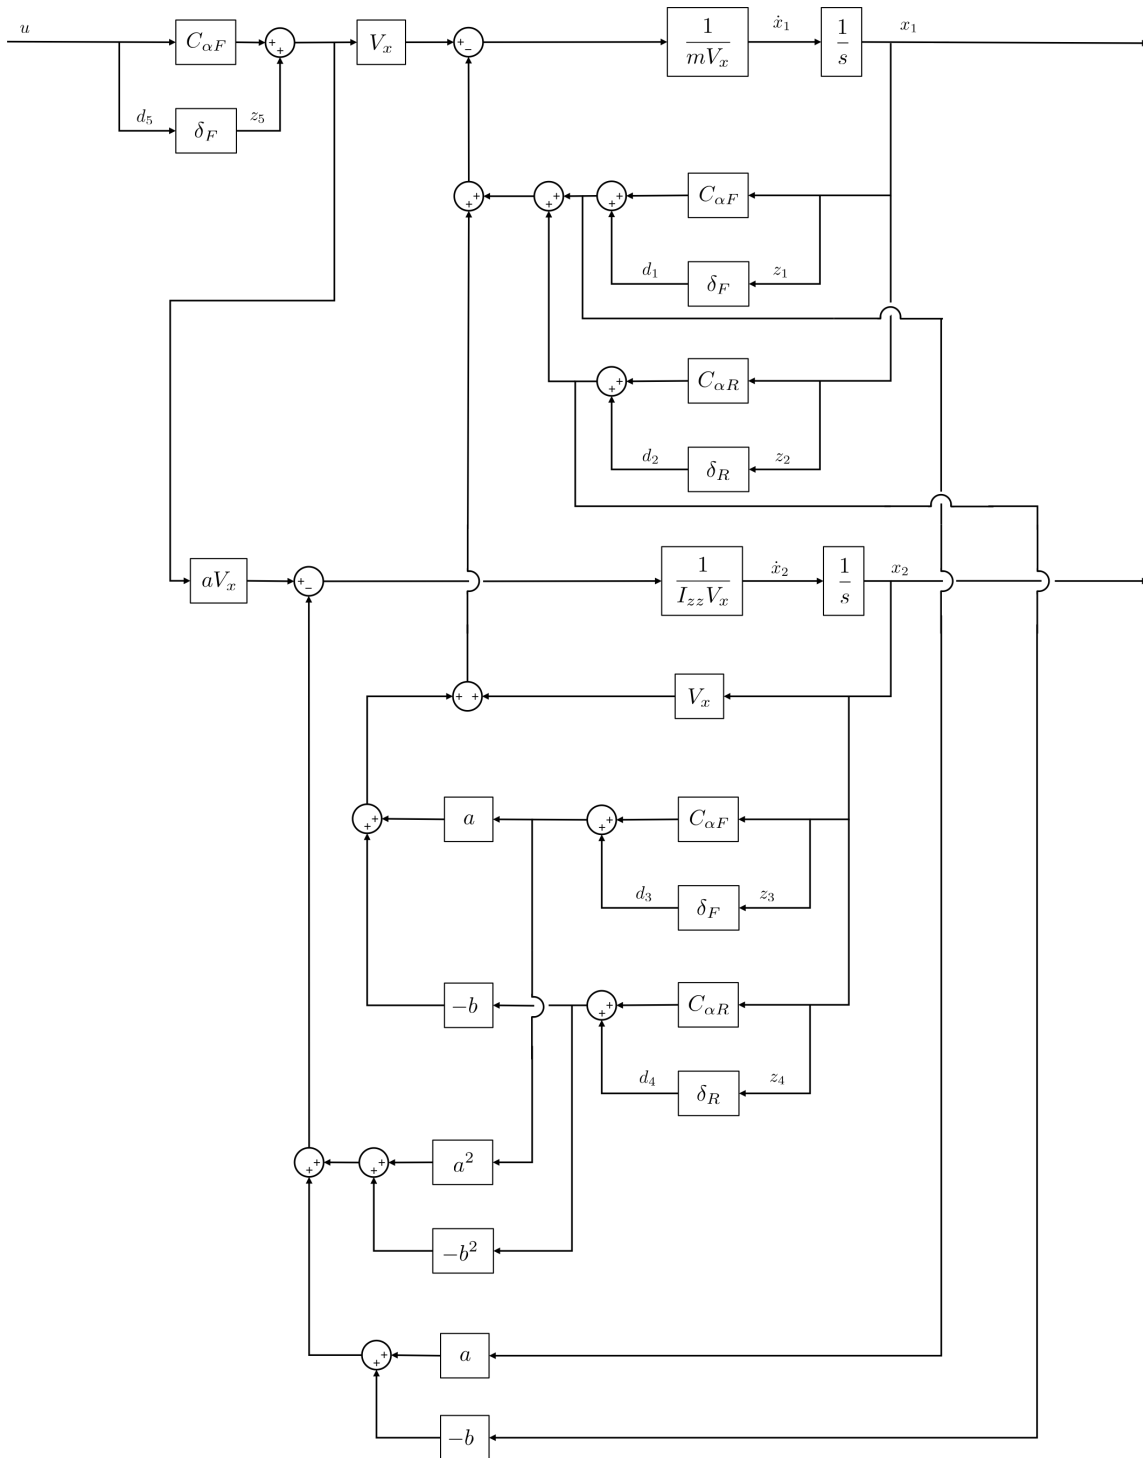 u
C_{αF}
+ +
V_x
+ −
1/(mV_x)
ẋ_1
1/s
x_1
d_5
δ_F
z_5
+ +
+ +
+ +
C_{αF}
d_1
δ_F
z_1
+ +
C_{αR}
d_2
δ_R
z_2
aV_x
+ −
1/(I_{zz}V_x)
ẋ_2
1/s
x_2
+ +
V_x
+ +
a
+ +
C_{αF}
d_3
δ_F
z_3
−b
+ +
C_{αR}
d_4
δ_R
z_4
+ +
+ +
a^2
−b^2
+ +
a
−b